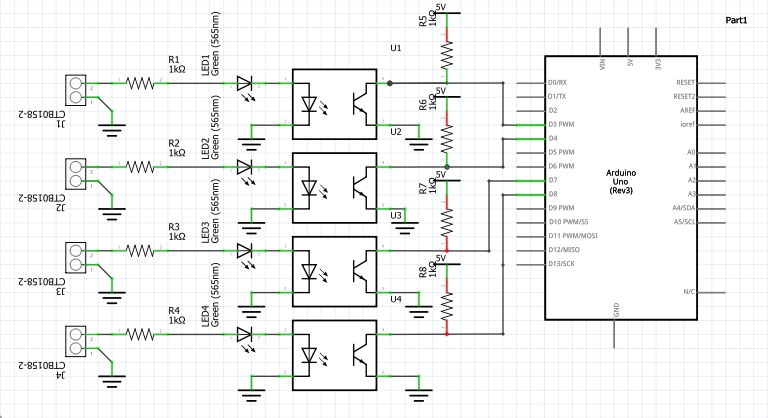 Part1
R1
1kΩ
LED1
Green (565nm)
U1
5V
R5
1kΩ
CTB0158-2
J1
R2
1kΩ
LED2
Green (565nm)
U2
5V
R6
1kΩ
CTB0158-2
J2
R3
1kΩ
LED3
Green (565nm)
U3
5V
R7
1kΩ
CTB0158-2
J3
R4
1kΩ
LED4
Green (565nm)
U4
5V
R8
1kΩ
CTB0158-2
J4
VIN
5V
3V3
D0/RX
D1/TX
D2
D3 PWM
D4
D5 PWM
D6 PWM
D7
D8
D9 PWM
D10 PWM/SS
D11 PWM/MOSI
D12/MISO
D13/SCK
Arduino
Uno
(Rev3)
RESET
RESET2
AREF
ioref
A0
A1
A2
A3
A4/SDA
A5/SCL
N/C
GND